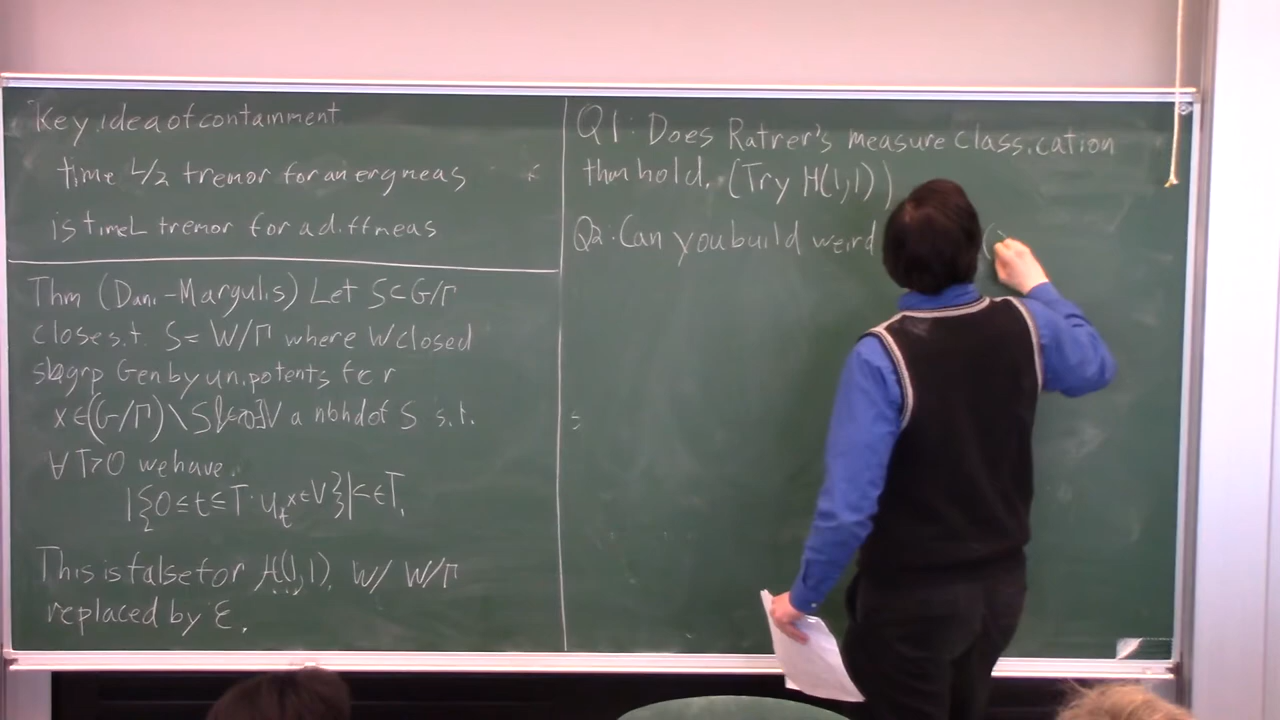 Key idea of containment
time L/2 tremor for an erg meas
is time L tremor for a diff meas
Thm (Dani-Margulis) Let S⊂G/Γ
close s.t. S= W/Γ where W closed
sbgrp Gen by unipotents for
x∈(G/Γ)\S V a nbhd of S s.t.
∀ T>0 we have
|{0≤t≤T: u_t x∈V}|<εT.
This is false for H(1,1), W/ W/Γ
replaced by ε.
Q1: Does Ratner's measure classification
thm hold. (Try H(1,1))
Q2: Can you build weird (